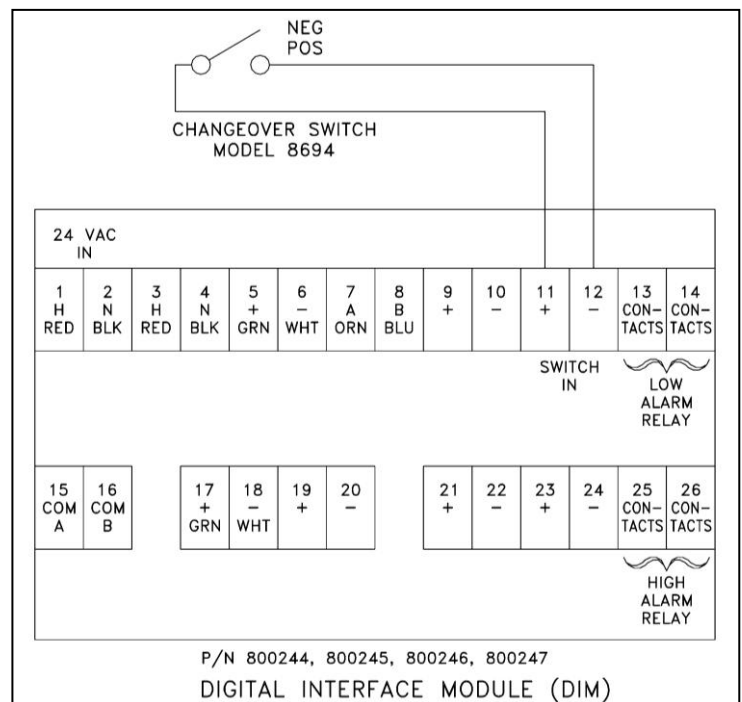 NEG
POS
CHANGEOVER SWITCH
MODEL 8694
24 VAC
IN
1 2 3 4 5 6 7 8 9 10 11 12 13 14
H N H N + − A B + − + − CON- CON-
RED BLK RED BLK GRN WHT ORN BLU TACTS TACTS
SWITCH
IN
LOW
ALARM
RELAY
15 16 17 18 19 20 21 22 23 24 25 26
COM COM + − + − + − + − CON- CON-
A B GRN WHT TACTS TACTS
HIGH
ALARM
RELAY
P/N 800244, 800245, 800246, 800247
DIGITAL INTERFACE MODULE (DIM)